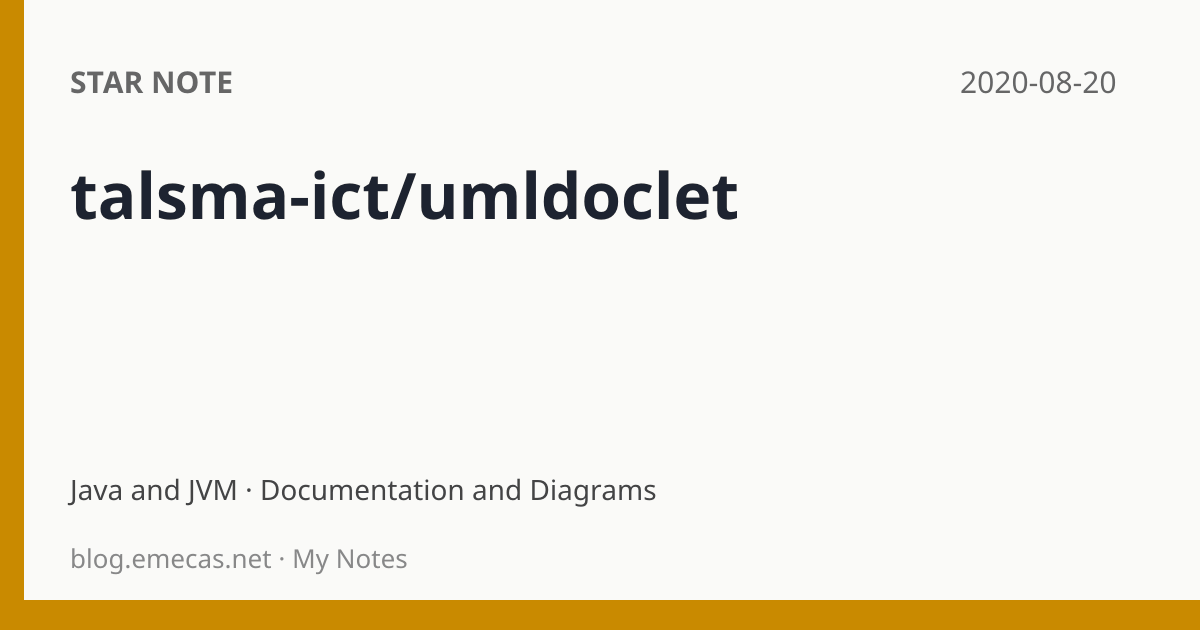 STAR NOTE
2020-08-20
talsma-ict/umldoclet
Java and JVM · Documentation and Diagrams
blog.emecas.net · My Notes